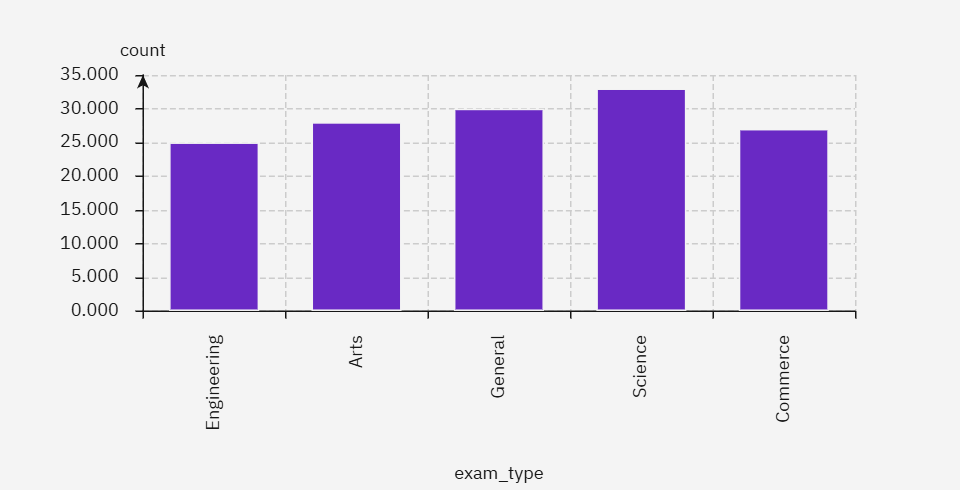 count
35.000
30.000
25.000
20.000
15.000
10.000
5.000
0.000
Engineering
Arts
General
Science
Commerce
exam_type